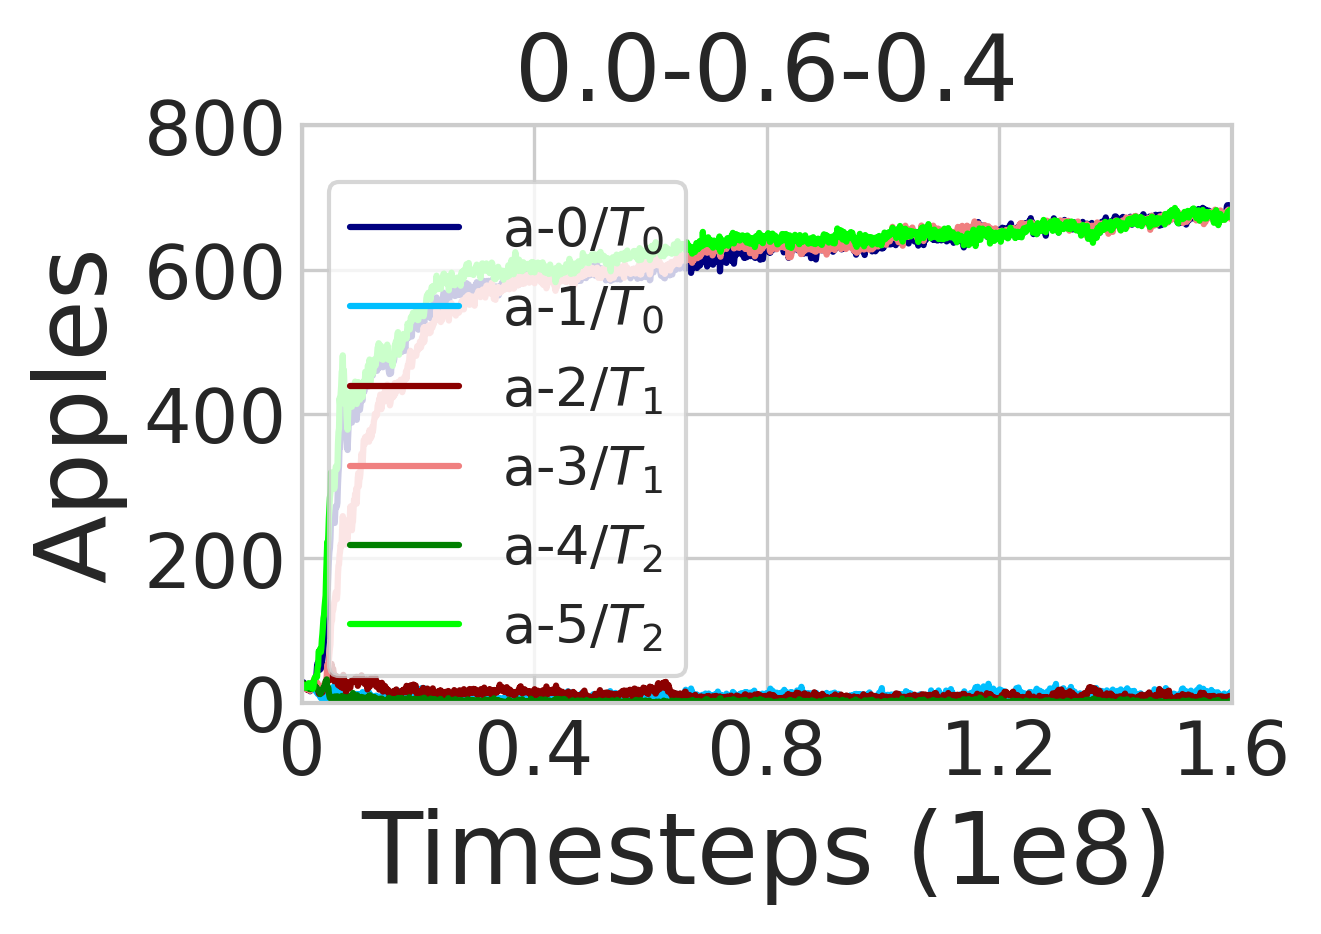 0.0-0.6-0.4
800
600
400
200
0
Apples
a-0/T₀
a-1/T₀
a-2/T₁
a-3/T₁
a-4/T₂
a-5/T₂
0 0.4 0.8 1.2 1.6
Timesteps (1e8)